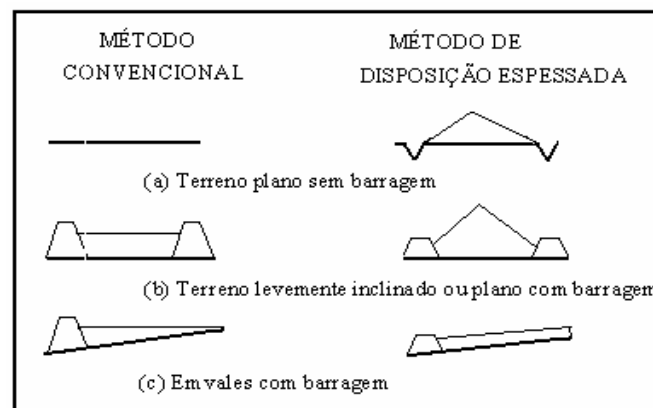 MÉTODO
CONVENCIONAL
MÉTODO DE
DISPOSIÇÃO ESPESSADA
(a) Terreno plano sem barragem
(b) Terreno levemente inclinado ou plano com barragem
(c) Em vales com barragem